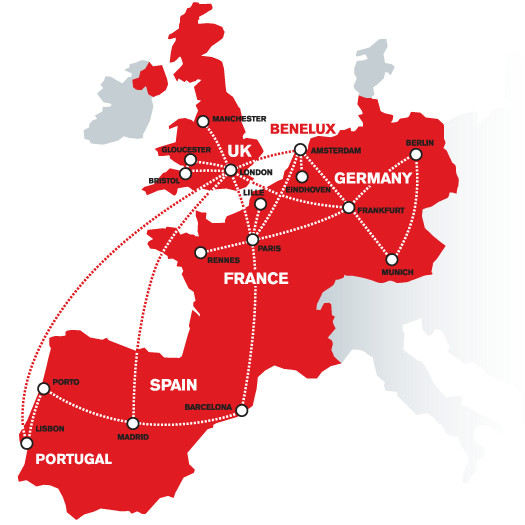 MANCHESTER
BENELUX
GLOUCESTER
UK
AMSTERDAM
BERLIN
BRISTOL
LONDON
EINDHOVEN
GERMANY
LILLE
FRANKFURT
PARIS
RENNES
MUNICH
FRANCE
PORTO
SPAIN
BARCELONA
LISBON
MADRID
PORTUGAL